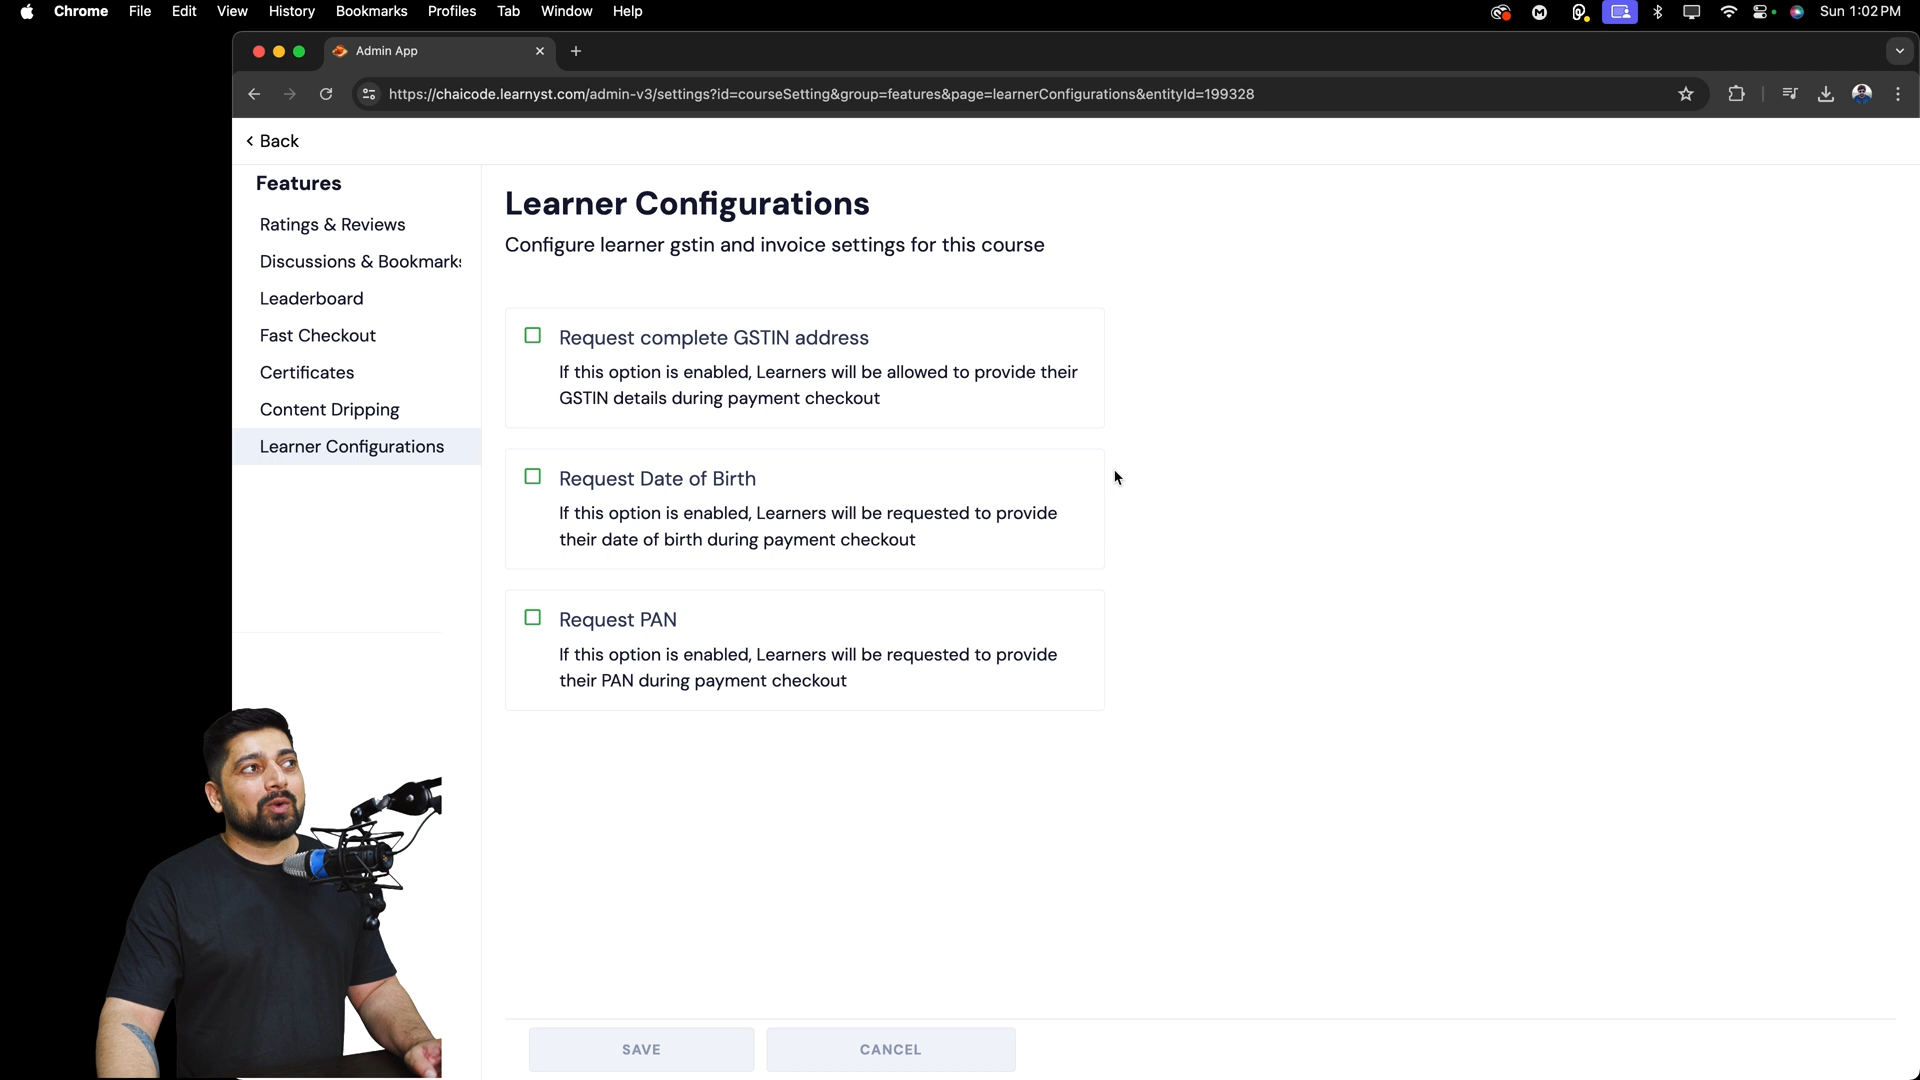 Chrome File Edit View History Bookmarks Profiles Tab Window Help
Sun 1:02 PM
Admin App
https://chaicode.learnyst.com/admin-v3/settings?id=courseSetting&group=features&page=learnerConfigurations&entityId=199328
Back
Features
Ratings & Reviews
Discussions & Bookmarks
Leaderboard
Fast Checkout
Certificates
Content Dripping
Learner Configurations
Learner Configurations
Configure learner gstin and invoice settings for this course
Request complete GSTIN address
If this option is enabled, Learners will be allowed to provide their
GSTIN details during payment checkout
Request Date of Birth
If this option is enabled, Learners will be requested to provide
their date of birth during payment checkout
Request PAN
If this option is enabled, Learners will be requested to provide
their PAN during payment checkout
SAVE
CANCEL